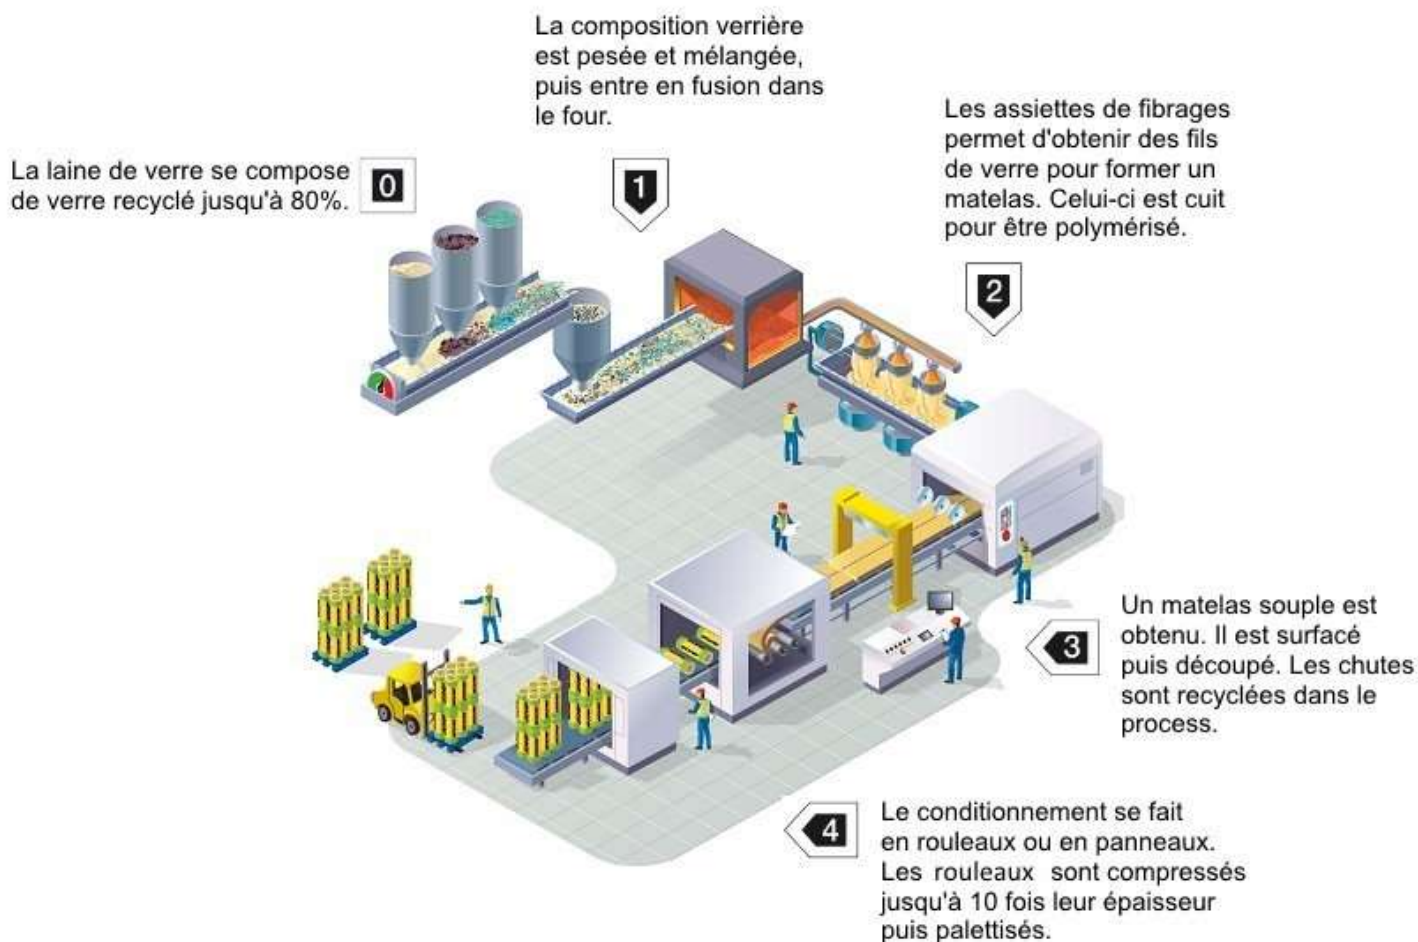 La laine de verre se compose
de verre recyclé jusqu'à 80%.
0
La composition verrière
est pesée et mélangée,
puis entre en fusion dans
le four.
1
Les assiettes de fibrages
permet d'obtenir des fils
de verre pour former un
matelas. Celui-ci est cuit
pour être polymérisé.
2
3
Un matelas souple est
obtenu. Il est surfacé
puis découpé. Les chutes
sont recyclées dans le
process.
4
Le conditionnement se fait
en rouleaux ou en panneaux.
Les rouleaux sont compressés
jusqu'à 10 fois leur épaisseur
puis palettisés.